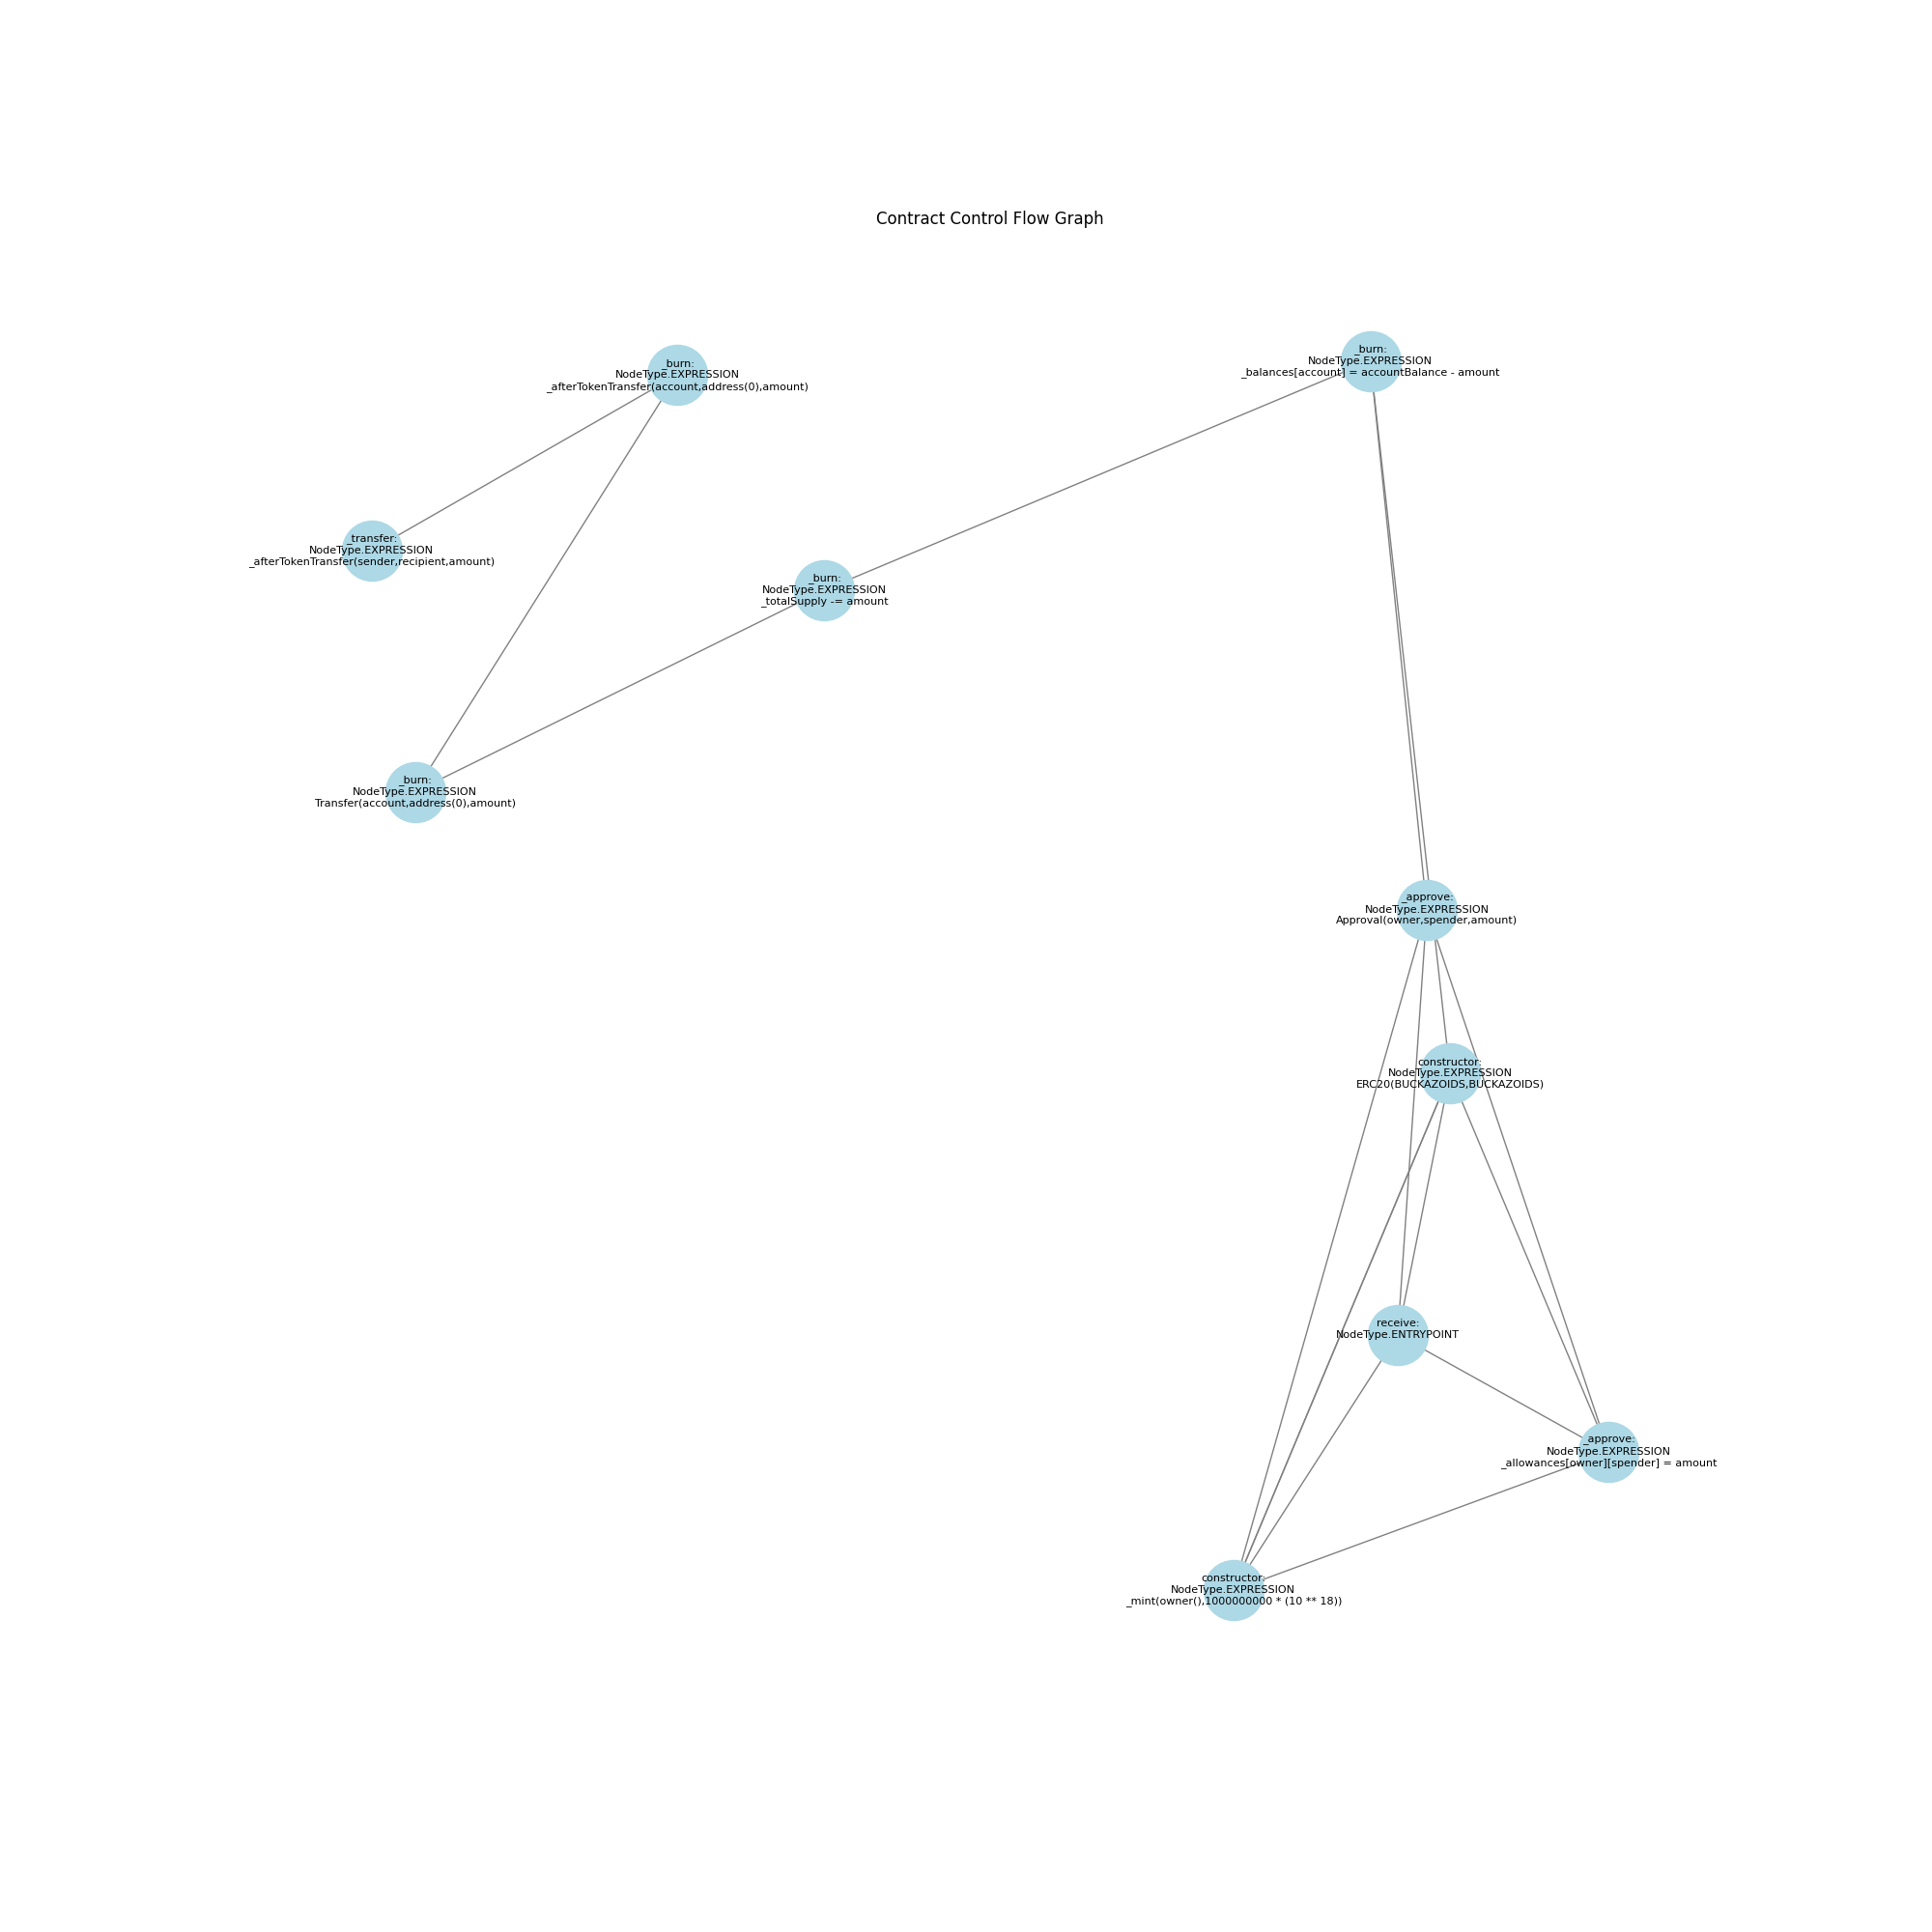 Contract Control Flow Graph
_burn:
NodeType.EXPRESSION
_balances[account] = accountBalance - amount
_burn:
NodeType.EXPRESSION
_afterTokenTransfer(account,address(0),amount)
_transfer:
NodeType.EXPRESSION
_afterTokenTransfer(sender,recipient,amount)
_burn:
NodeType.EXPRESSION
_totalSupply -= amount
_burn:
NodeType.EXPRESSION
Transfer(account,address(0),amount)
_approve:
NodeType.EXPRESSION
Approval(owner,spender,amount)
constructor:
NodeType.EXPRESSION
ERC20(BUCKAZOIDS,BUCKAZOIDS)
receive:
NodeType.ENTRYPOINT
_approve:
NodeType.EXPRESSION
_allowances[owner][spender] = amount
constructor:
NodeType.EXPRESSION
_mint(owner(),1000000000 * (10 ** 18))